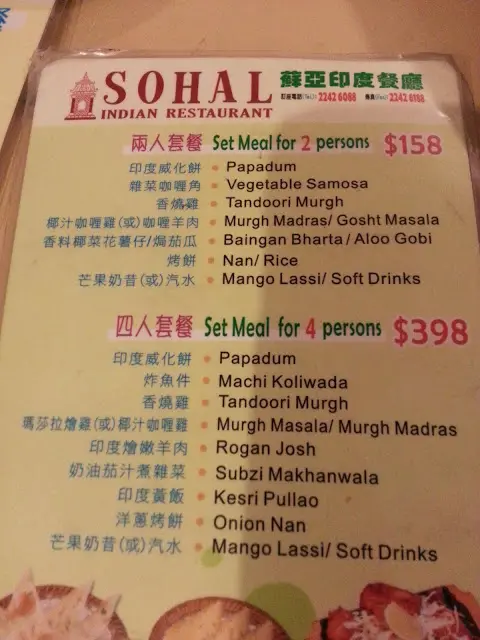 SOHAL 蘇亞印度餐廳
INDIAN RESTAURANT 2242 6088 2242 6188
兩人套餐 Set Meal for 2 persons $158
印度威化餅 • Papadum
雜菜咖喱角 • Vegetable Samosa
香燒雞 • Tandoori Murgh
椰汁咖喱雞(或)咖喱羊肉 • Murgh Madras/ Gosht Masala
香料椰菜花薯仔/焗茄瓜 • Baingan Bharta/ Aloo Gobi
烤餅 • Nan/ Rice
芒果奶昔(或)汽水 • Mango Lassi/ Soft Drinks
四人套餐 Set Meal for 4 persons $398
印度威化餅 • Papadum
炸魚件 • Machi Koliwada
香燒雞 • Tandoori Murgh
瑪莎拉燴雞(或)椰汁咖喱雞 • Murgh Masala/ Murgh Madras
印度燴嫩羊肉 • Rogan Josh
奶油茄汁煮雜菜 • Subzi Makhanwala
印度黃飯 • Kesri Pullao
洋蔥烤餅 • Onion Nan
芒果奶昔(或)汽水 • Mango Lassi/ Soft Drinks